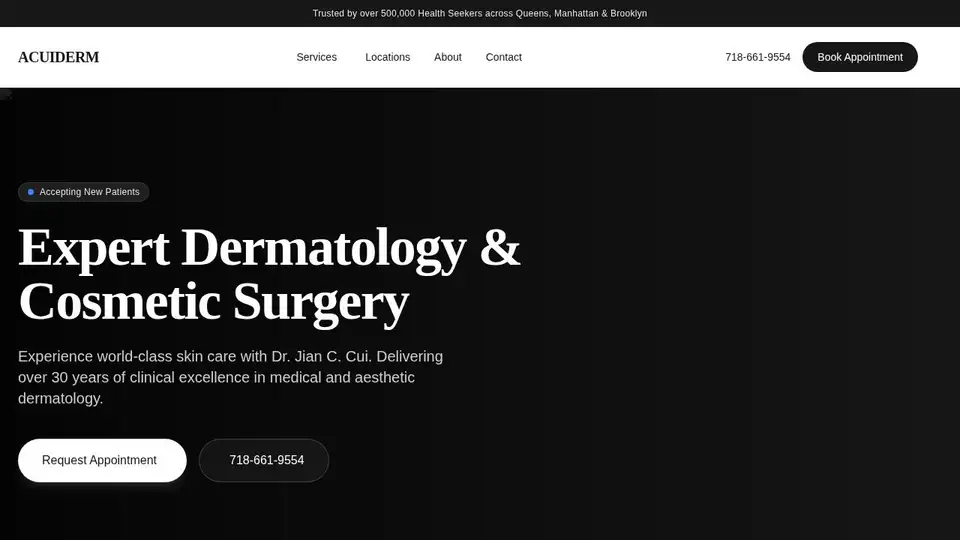 Trusted by over 500,000 Health Seekers across Queens, Manhattan & Brooklyn
ACUIDERM
Services
Locations
About
Contact
718-661-9554
Book Appointment
Accepting New Patients
Expert Dermatology &
Cosmetic Surgery
Experience world-class skin care with Dr. Jian C. Cui. Delivering
over 30 years of clinical excellence in medical and aesthetic
dermatology.
Request Appointment
718-661-9554